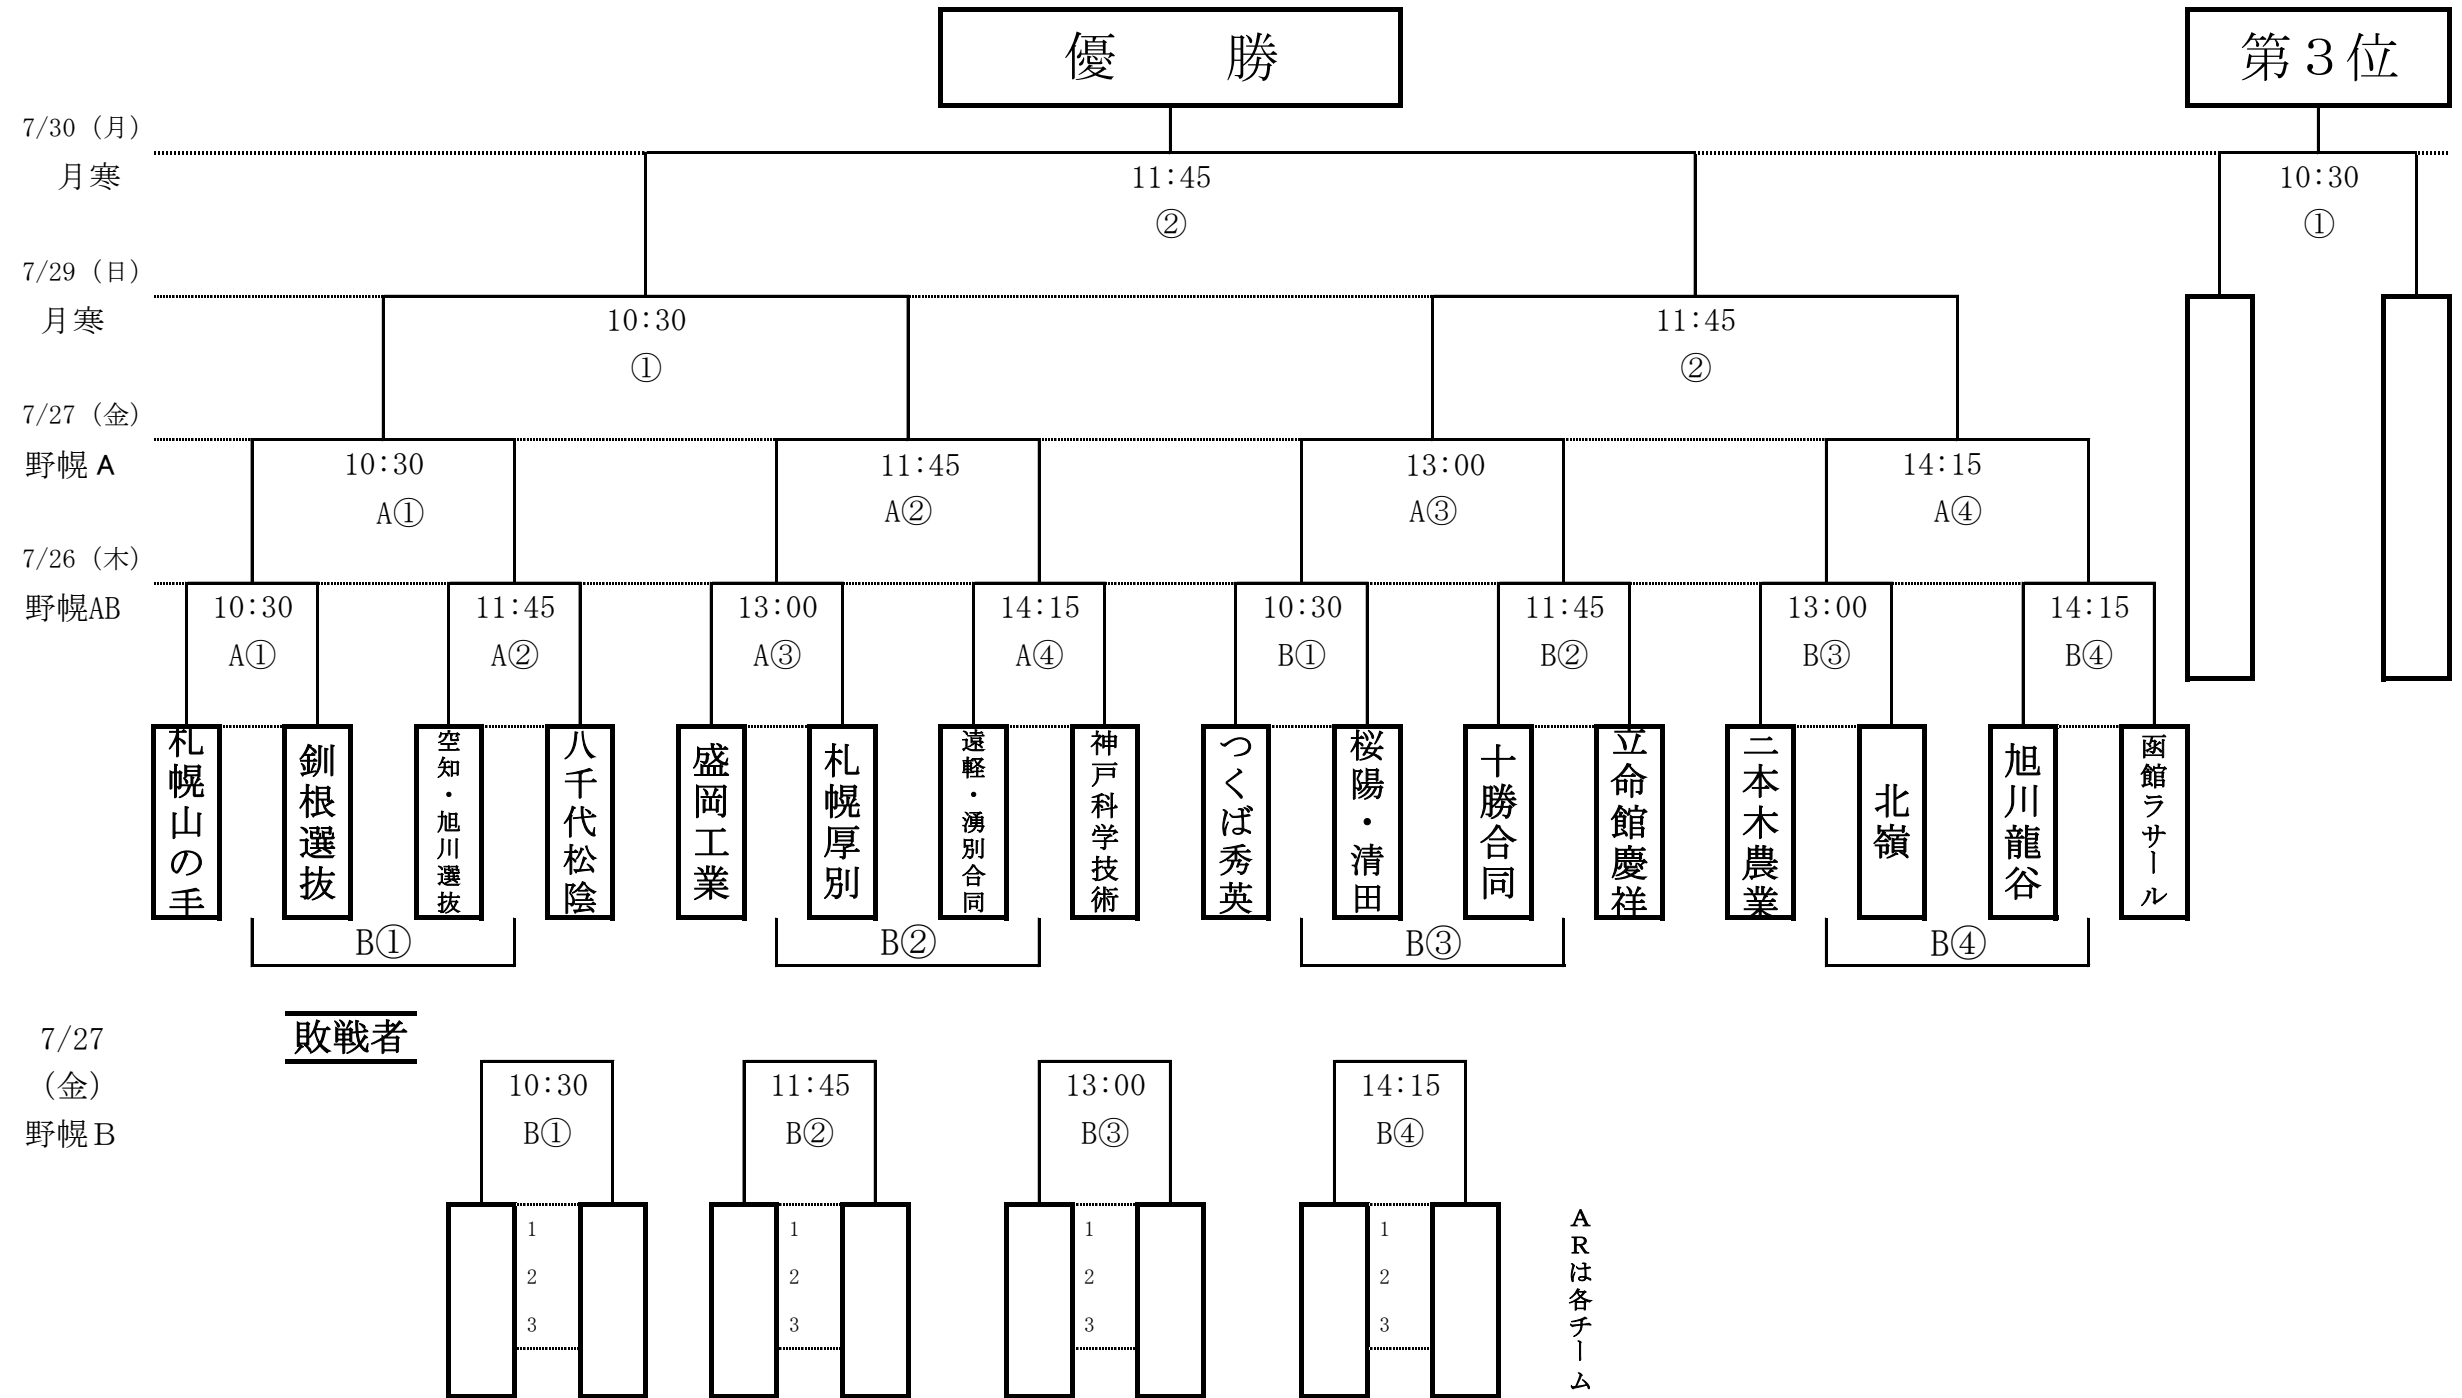 優　勝
第３位
7/30（月）
月寒
11:45
②
10:30
①
7/29（日）
月寒
10:30
①
11:45
②
7/27（金）
野幌 A
10:30
A①
11:45
A②
13:00
A③
14:15
A④
7/26（木）
野幌AB
10:30
A①
11:45
A②
13:00
A③
14:15
A④
10:30
B①
11:45
B②
13:00
B③
14:15
B④
札幌山の手
釧根選抜
空知・旭川選抜
八千代松陰
盛岡工業
札幌厚別
遠軽・湧別合同
神戸科学技術
つくば秀英
桜陽・清田
十勝合同
立命館慶祥
三本木農業
北嶺
旭川龍谷
函館ラサール
B①
B②
B③
B④
敗戦者
7/27
（金）
野幌Ｂ
10:30
B①
11:45
B②
13:00
B③
14:15
B④
1
2
3
1
2
3
1
2
3
1
2
3
ＡＲは各チーム